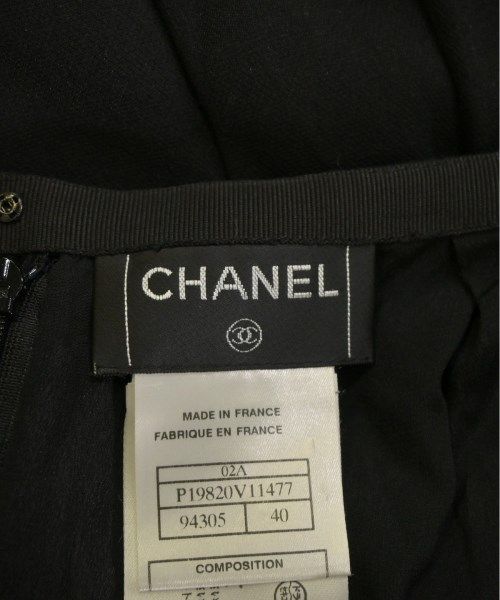 CHANEL
MADE IN FRANCE
FABRIQUE EN FRANCE
02A
P19820V11477
94305 40
COMPOSITION